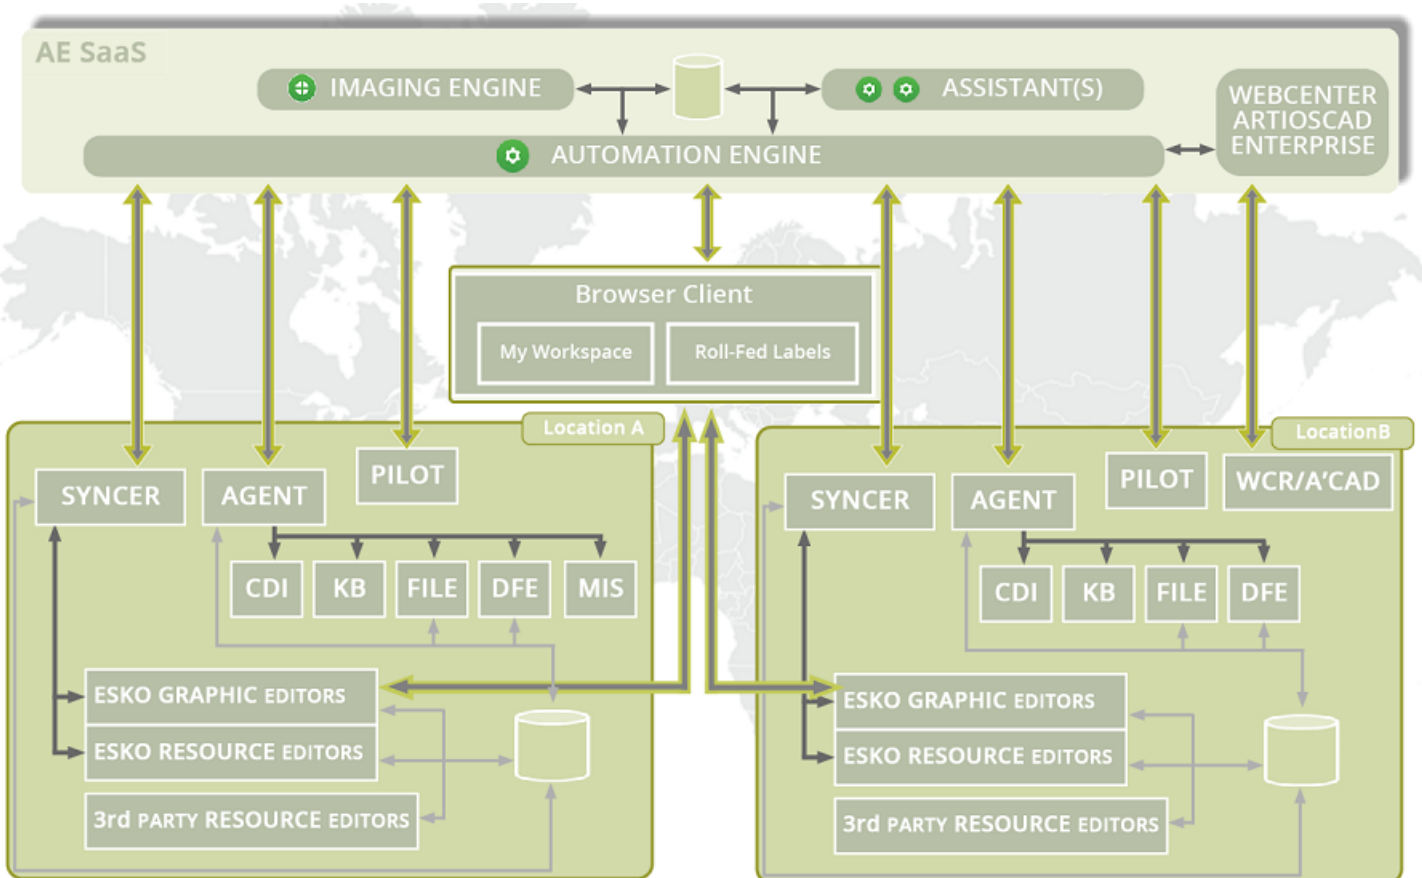 AE SaaS
IMAGING ENGINE
ASSISTANT(S)
WEBCENTER
ARTIOSCAD
ENTERPRISE
AUTOMATION ENGINE
Browser Client
My Workspace
Roll-Fed Labels
Location A
SYNCER
AGENT
PILOT
CDI
KB
FILE
DFE
MIS
ESKO GRAPHIC EDITORS
ESKO RESOURCE EDITORS
3rd PARTY RESOURCE EDITORS
LocationB
SYNCER
AGENT
PILOT
WCR/A’CAD
CDI
KB
FILE
DFE
ESKO GRAPHIC EDITORS
ESKO RESOURCE EDITORS
3rd PARTY RESOURCE EDITORS